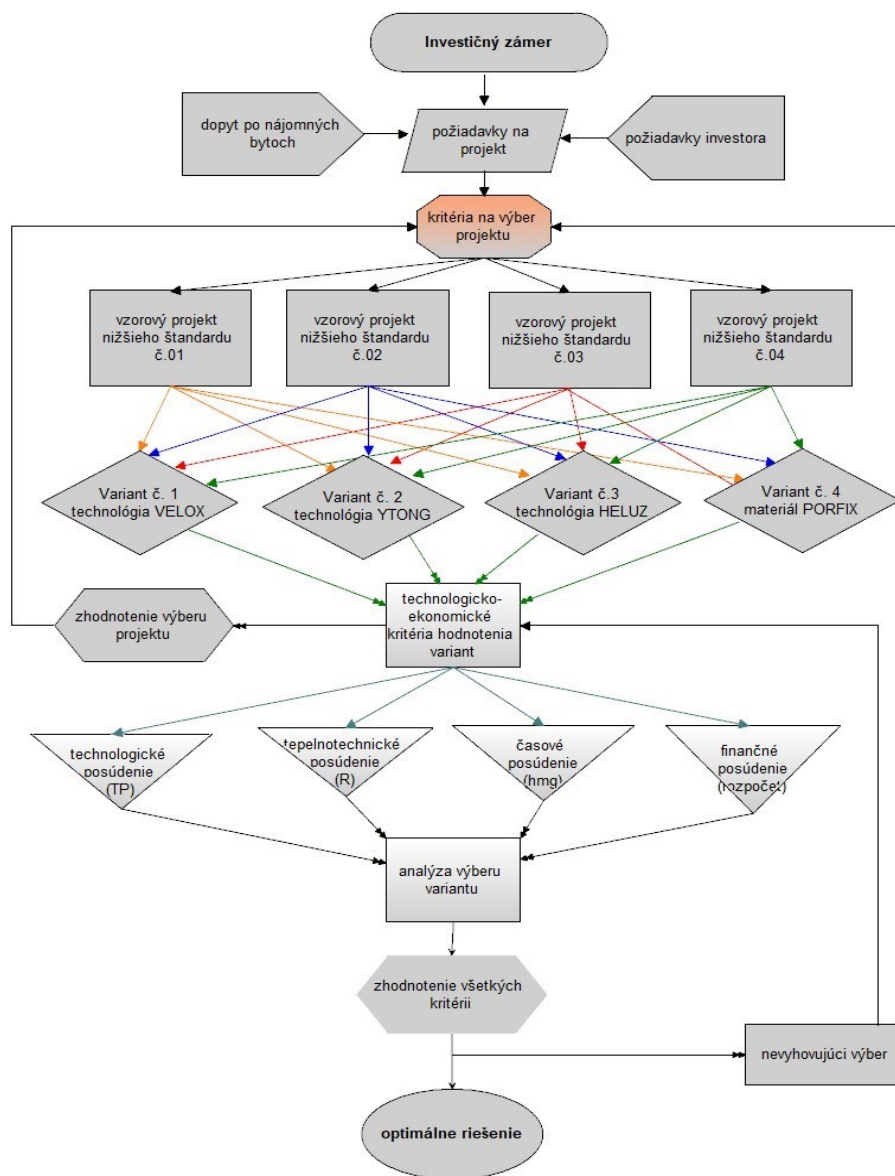 Investičný zámer
dopyt po nájomných
bytoch
požiadavky na
projekt
požiadavky investora
kritéria na výber
projektu
vzorový projekt
nižšieho štandardu
č.01
vzorový projekt
nižšieho štandardu
č.02
vzorový projekt
nižšieho štandardu
č.03
vzorový projekt
nižšieho štandardu
č.04
Variant č. 1
technológia VELOX
Variant č. 2
technológia YTONG
Variant č.3
technológia HELUZ
Variant č. 4
materiál PORFIX
zhodnotenie výberu
projektu
technologicko-
ekonomické
kritéria hodnotenia
variant
technologické
posúdenie
(TP)
tepelnotechnické
posúdenie
(R)
časové
posúdenie
(hmg)
finančné
posúdenie
(rozpočet)
analýza výberu
variantu
zhodnotenie všetkých
kritérii
nevyhovujúci výber
optimálne riešenie